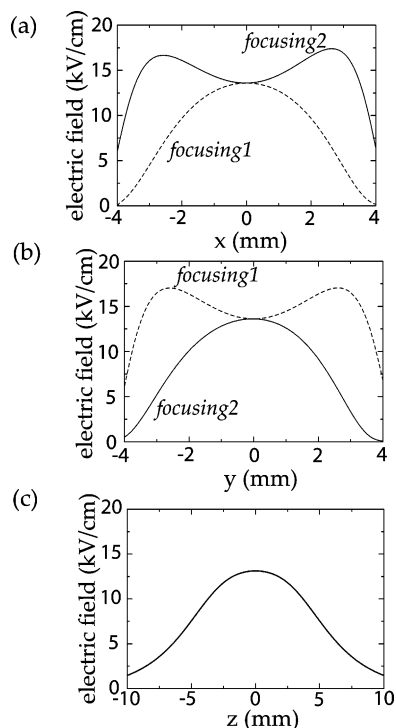 (a)
electric field (kV/cm)
20
15
10
5
0
focusing2
focusing1
-4
-2
0
2
4
x (mm)
(b)
electric field (kV/cm)
20
15
10
5
0
focusing1
focusing2
-4
-2
0
2
4
y (mm)
(c)
electric field (kV/cm)
20
15
10
5
0
-10
-5
0
5
10
z (mm)